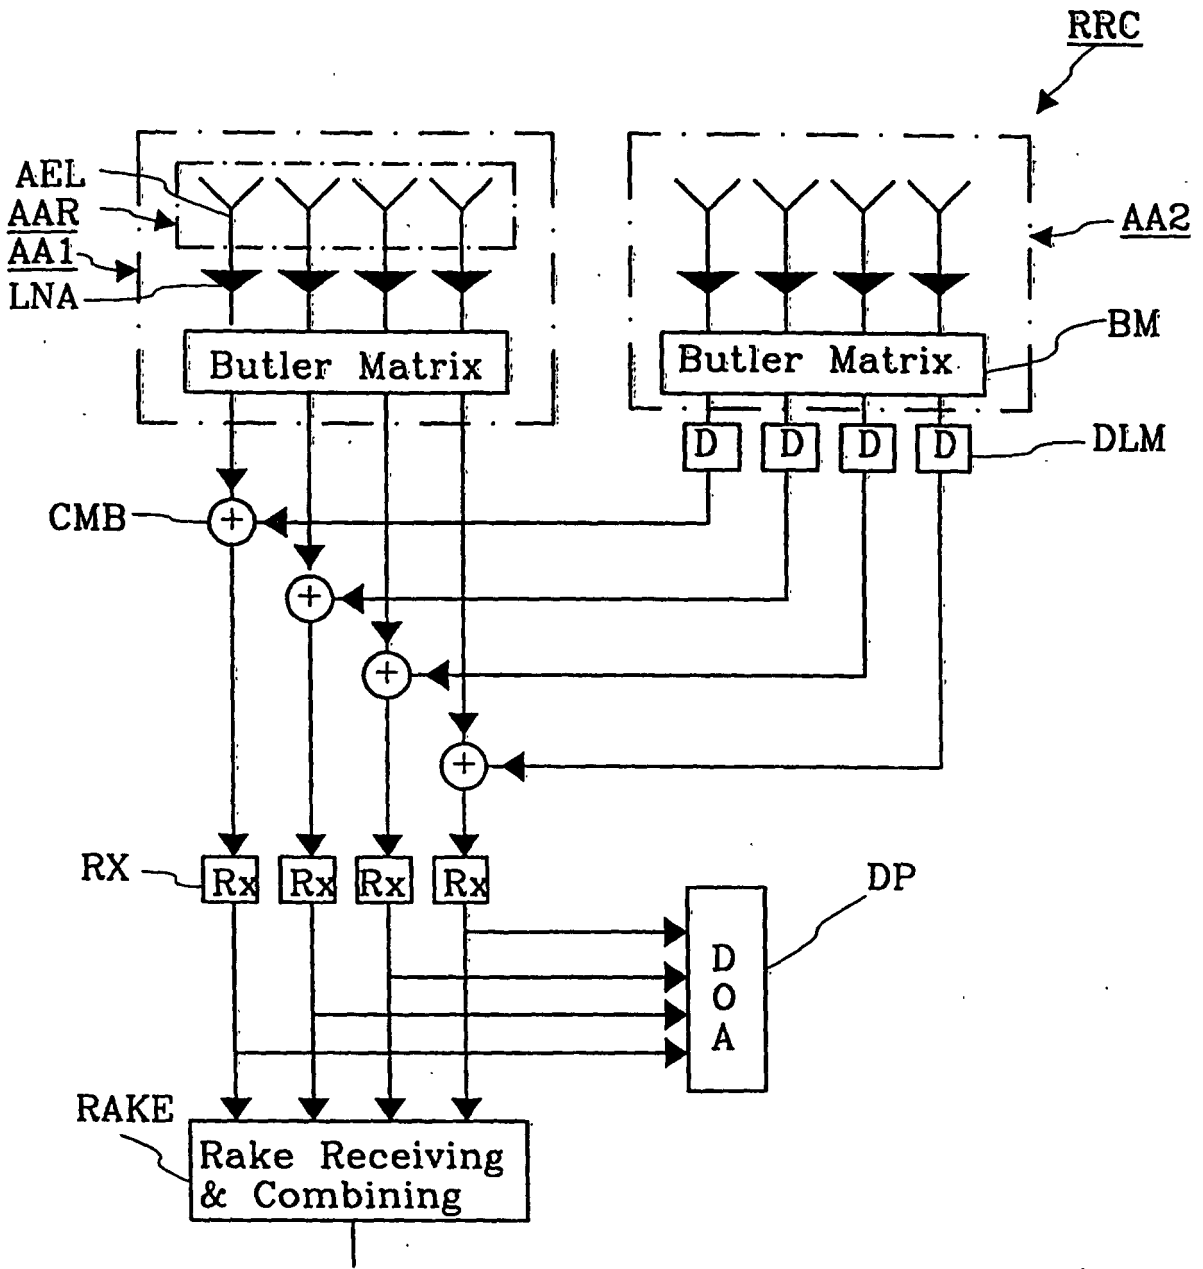 RRC
AEL
AAR
AA1
LNA
AA2
BM
Butler Matrix
Butler Matrix
D D D D
DLM
CMB
+
+
+
+
RX
Rx Rx Rx Rx
DP
D
O
A
RAKE
Rake Receiving
& Combining